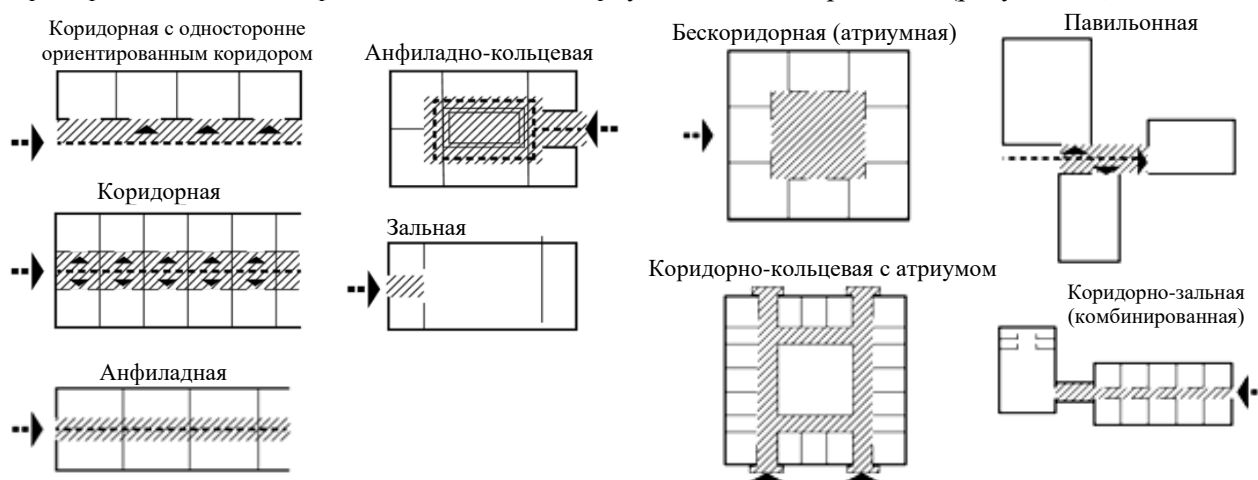 Коридорная с односторонне
ориентированным коридором
Анфиладно-кольцевая
Бескоридорная (атриумная)
Павильонная
Коридорная
Зальная
Коридорно-кольцевая с атриумом
Коридорно-зальная
(комбинированная)
Анфиладная